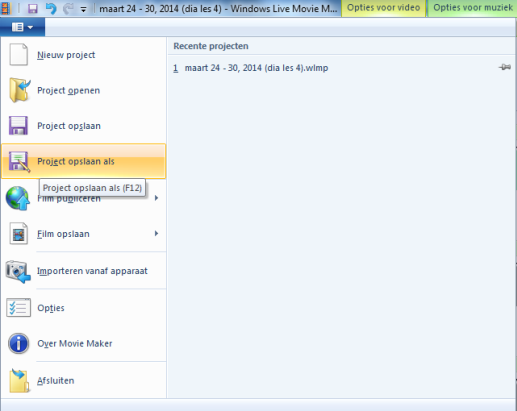 maart 24 - 30, 2014 (dia les 4) - Windows Live Movie M...
Opties voor video
Opties voor muziek
Recente projecten
1 maart 24 - 30, 2014 (dia les 4).wlmp
Nieuw project
Project openen
Project opslaan
Project opslaan als
Project opslaan als (F12)
Film publiceren
Film opslaan
Importeren vanaf apparaat
Opties
Over Movie Maker
Afsluiten